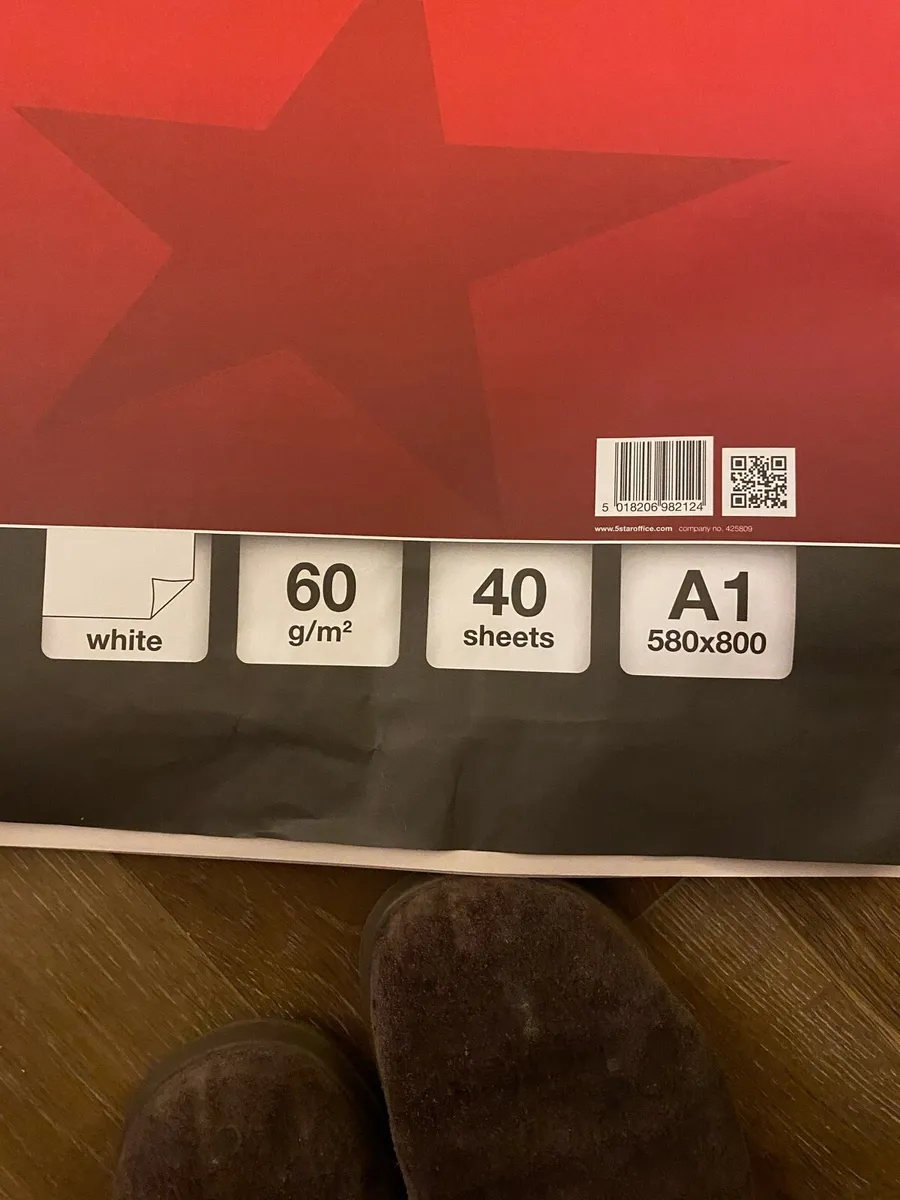 5 018206 982124
www.5staroffice.com company no. 425809
white
60
g/m²
40
sheets
A1
580x800